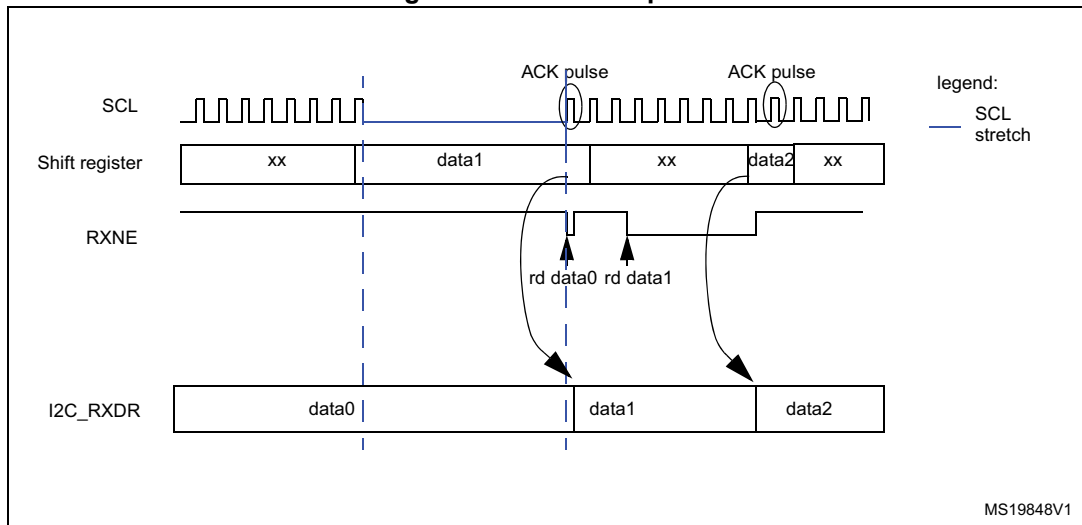 ACK pulse ACK pulse
legend:
SCL
SCL
stretch
Shift register xx data1 xx data2 xx
RXNE
rd data0 rd data1
I2C_RXDR data0 data1 data2
MS19848V1